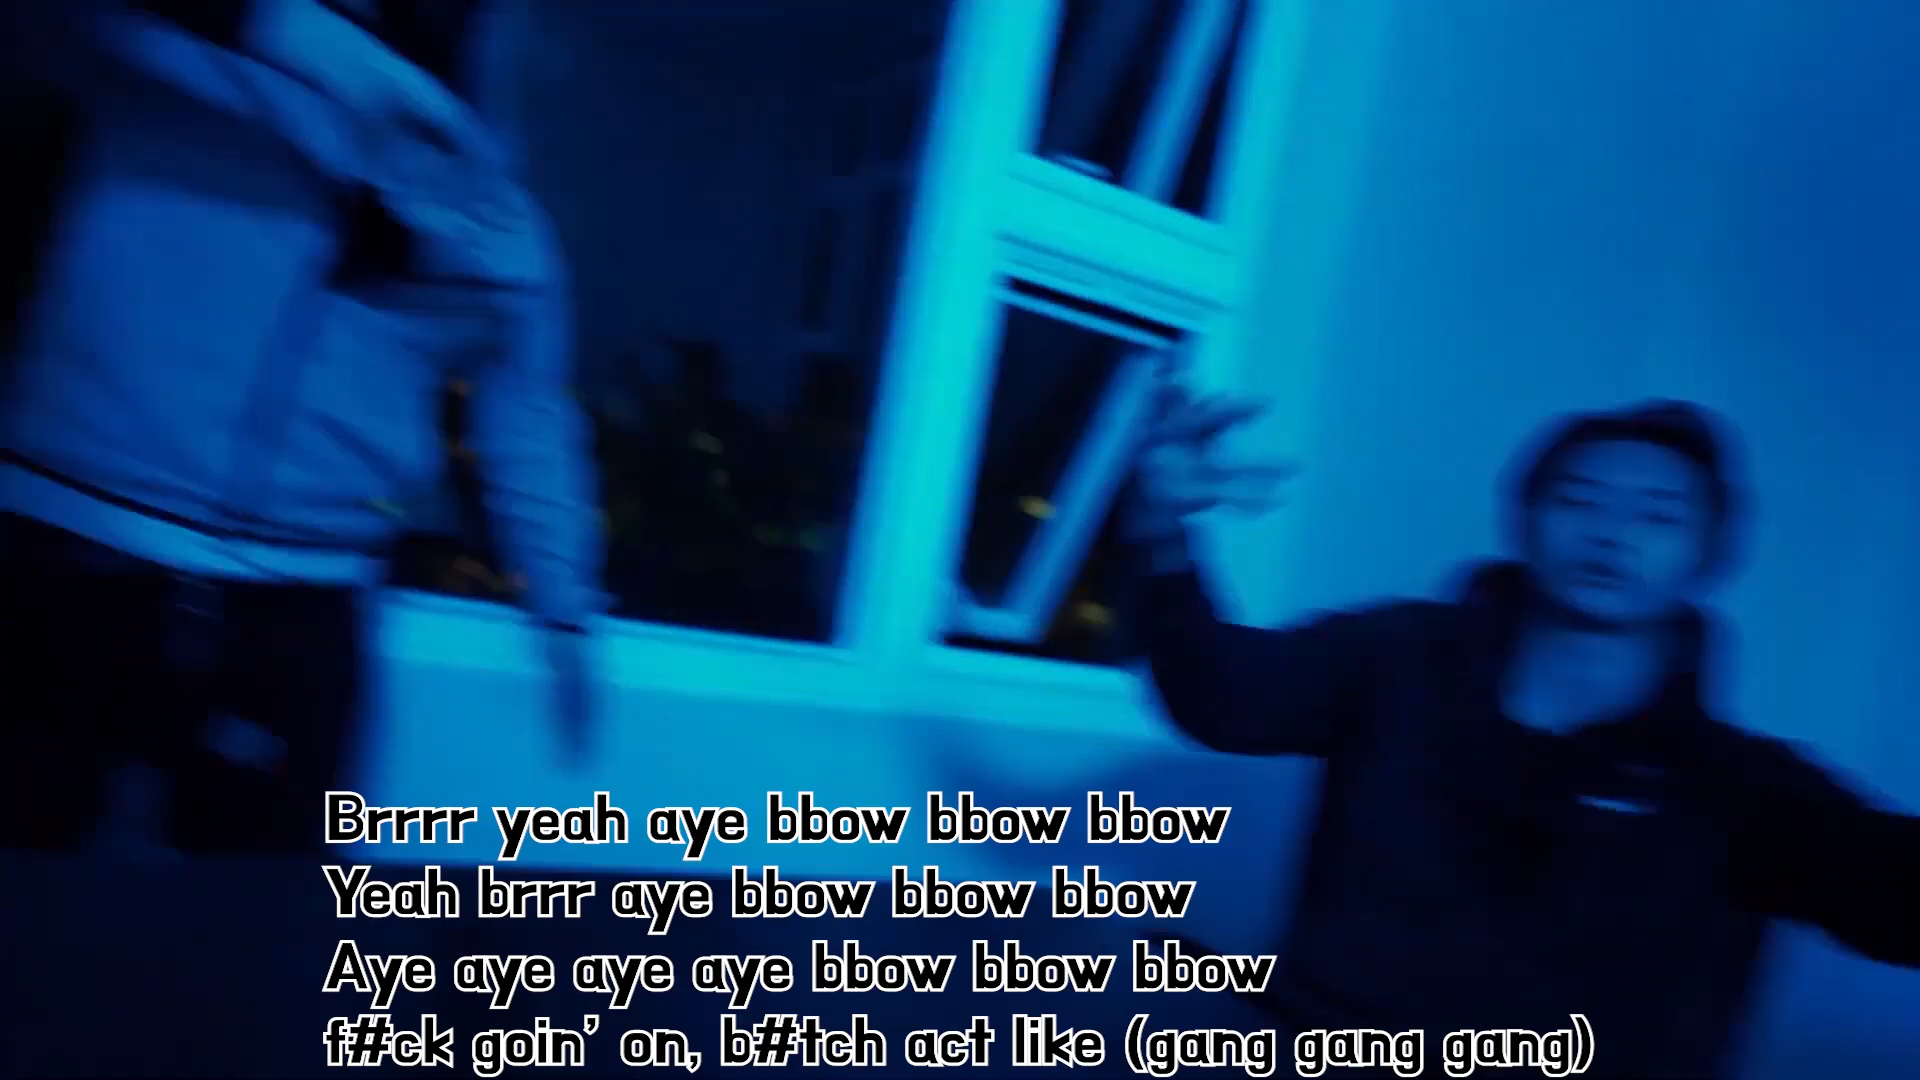 Brrrr yeah aye bbow bbow bbow
Yeah brrr aye bbow bbow bbow
Aye aye aye aye bbow bbow bbow
f#ck goin’ on, b#tch act like (gang gang gang)